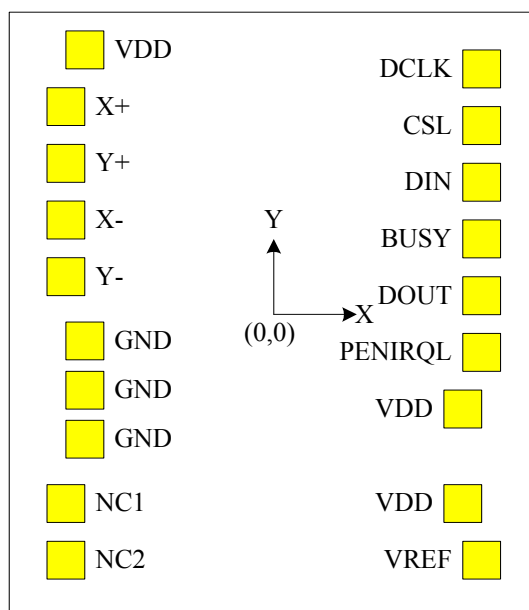 VDD
X+
Y+
X-
Y-
GND
GND
GND
NC1
NC2
Y
X
(0,0)
DCLK
CSL
DIN
BUSY
DOUT
PENIRQL
VDD
VDD
VREF